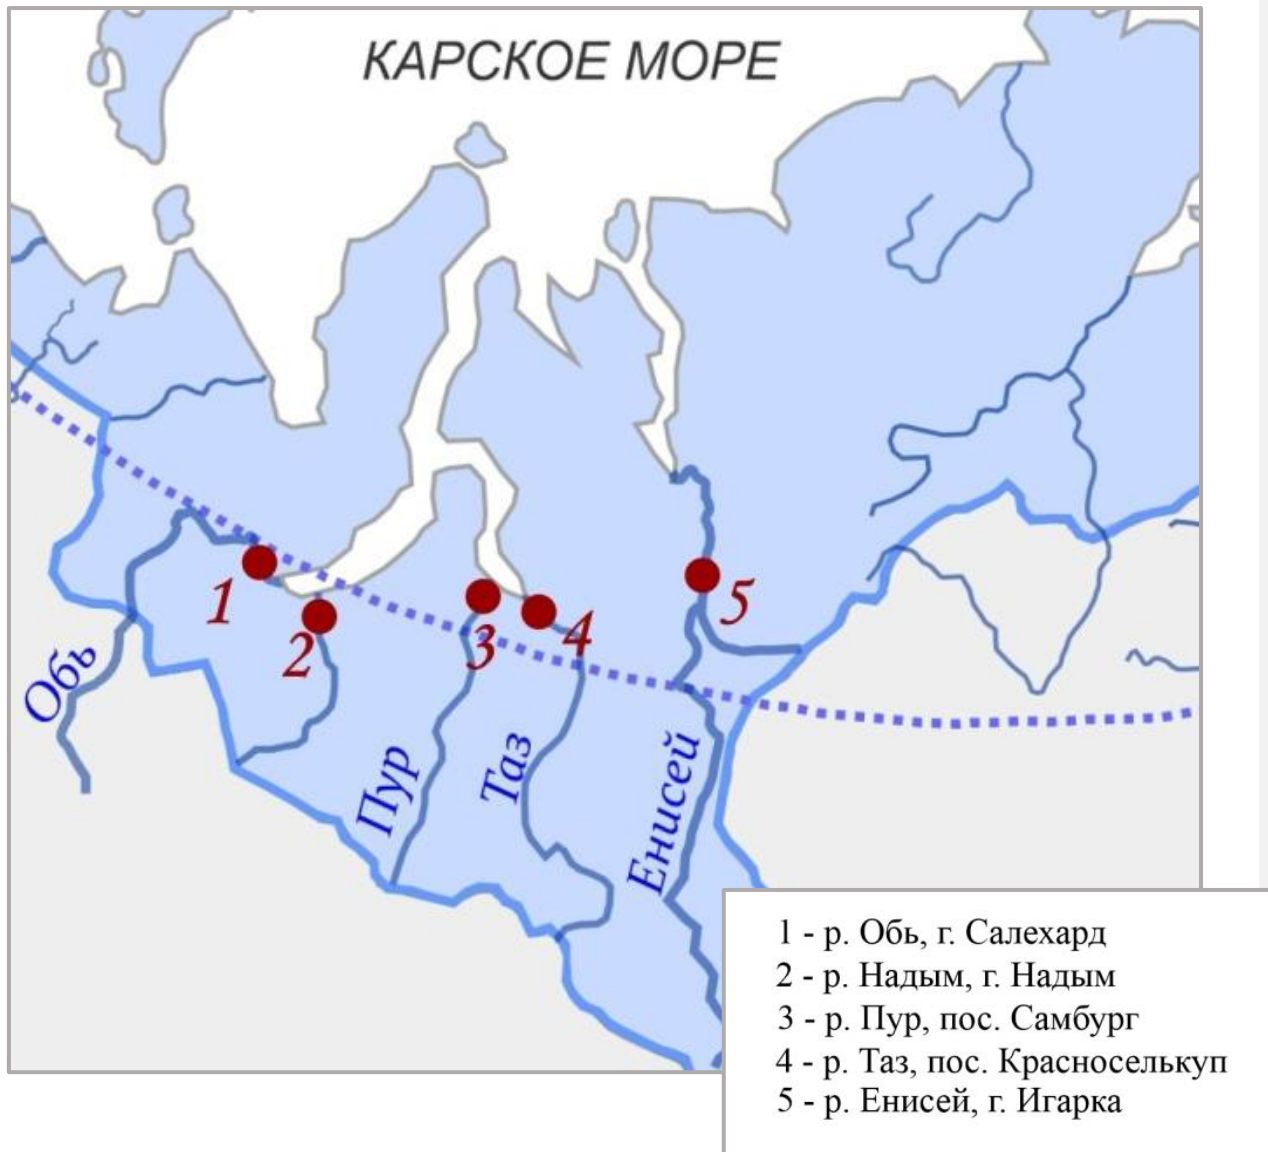 КАРСКОЕ МОРЕ
1
2
3
4
5
Обь
Пур
Таз
Енисей
1 - р. Обь, г. Салехард
2 - р. Надым, г. Надым
3 - р. Пур, пос. Самбург
4 - р. Таз, пос. Красноселькуп
5 - р. Енисей, г. Игарка